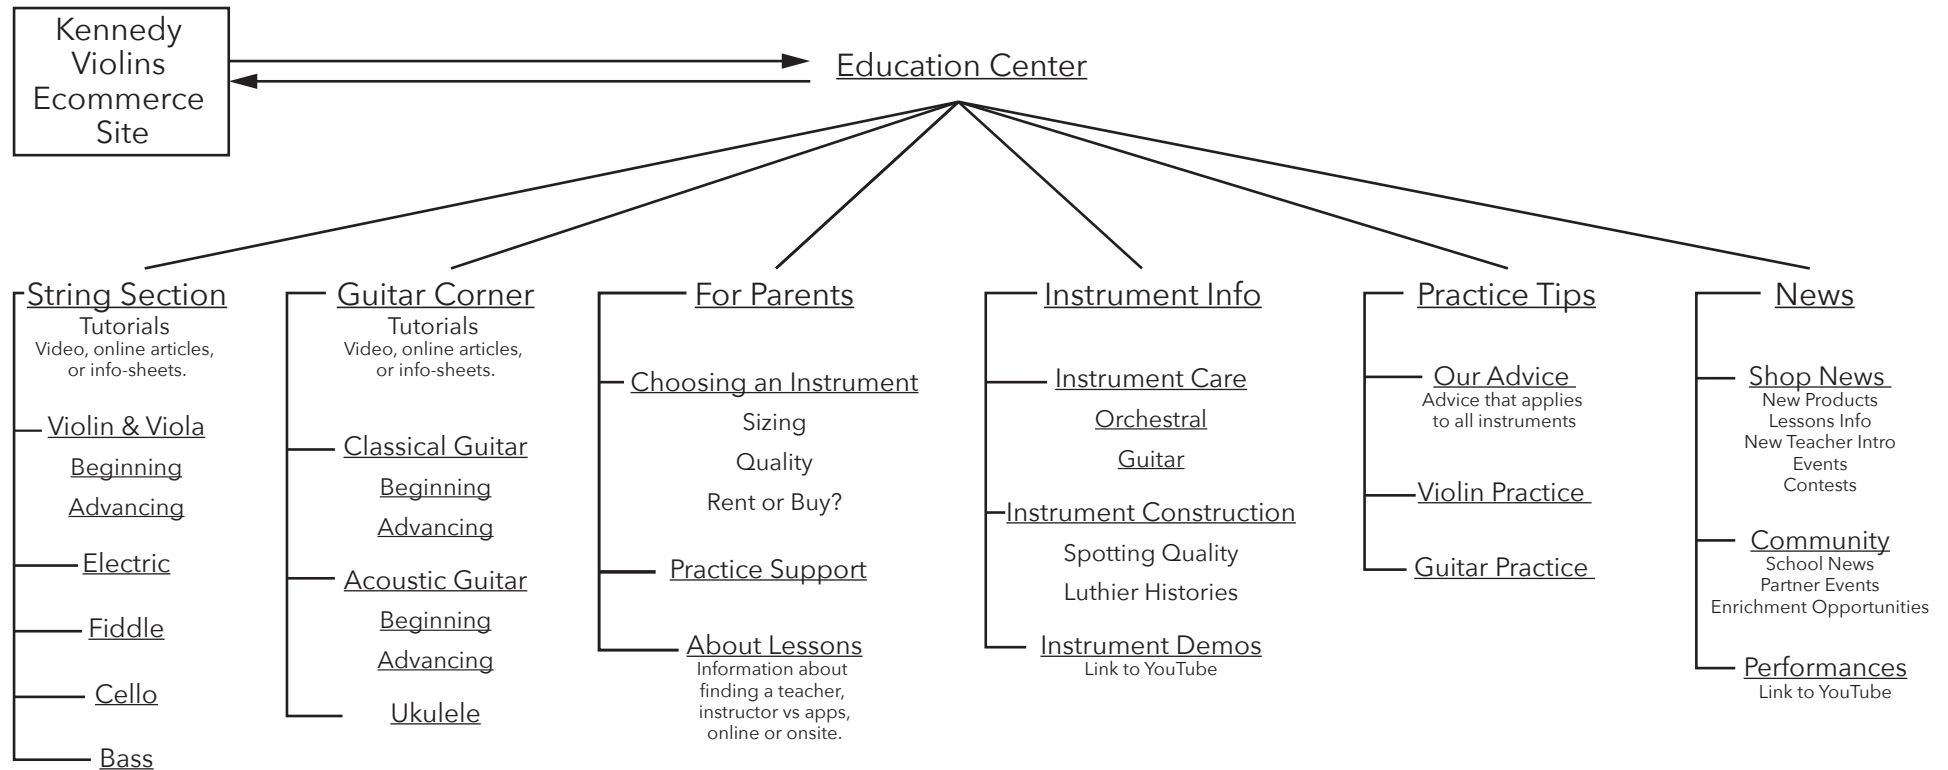 Kennedy
Violins
Ecommerce
Site
Education Center
String Section
Tutorials
Video, online articles,
or info-sheets.
Violin & Viola
Beginning
Advancing
Electric
Fiddle
Cello
Bass
Guitar Corner
Tutorials
Video, online articles,
or info-sheets.
Classical Guitar
Beginning
Advancing
Acoustic Guitar
Beginning
Advancing
Ukulele
For Parents
Choosing an Instrument
Sizing
Quality
Rent or Buy?
Practice Support
About Lessons
Information about
finding a teacher,
instructor vs apps,
online or onsite.
Instrument Info
Instrument Care
Orchestral
Guitar
Instrument Construction
Spotting Quality
Luthier Histories
Instrument Demos
Link to YouTube
Practice Tips
Our Advice
Advice that applies
to all instruments
Violin Practice
Guitar Practice
News
Shop News
New Products
Lessons Info
New Teacher Intro
Events
Contests
Community
School News
Partner Events
Enrichment Opportunities
Performances
Link to YouTube